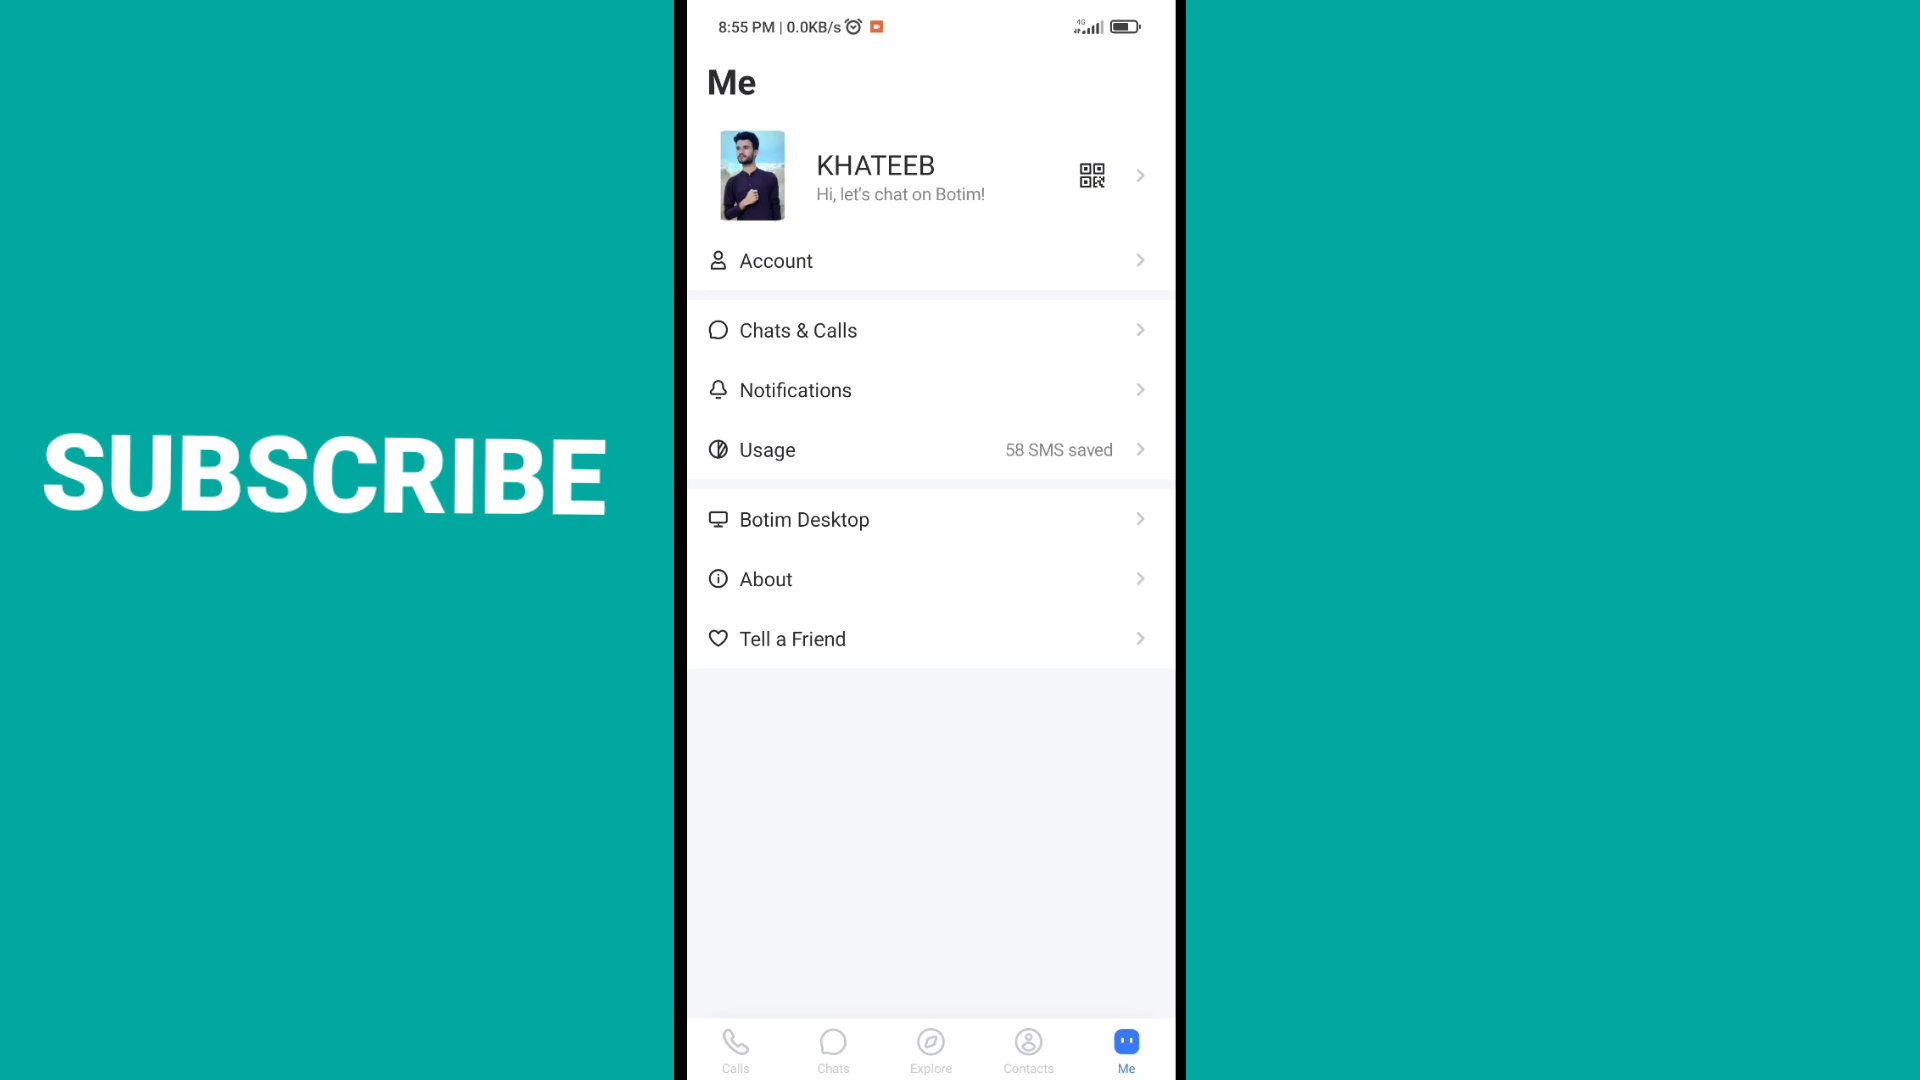 8:55 PM | 0.0KB/s
4G
Me
KHATEEB
Hi, let's chat on Botim!
Account
Chats & Calls
Notifications
Usage 58 SMS saved
Botim Desktop
About
Tell a Friend
SUBSCRIBE
Calls Chats Explore Contacts Me